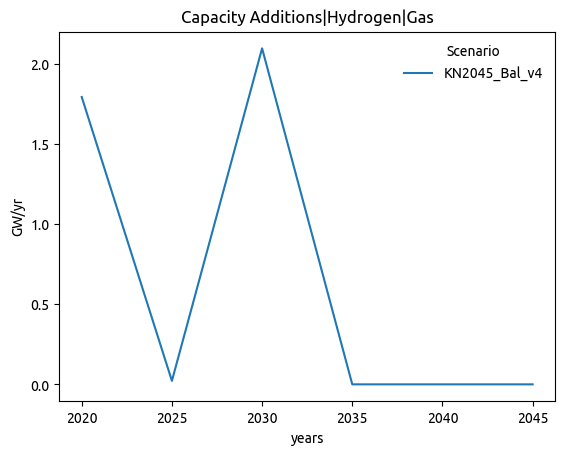 Capacity Additions|Hydrogen|Gas
Scenario
KN2045_Bal_v4
GW/yr
2.0
1.5
1.0
0.5
0.0
2020 2025 2030 2035 2040 2045
years